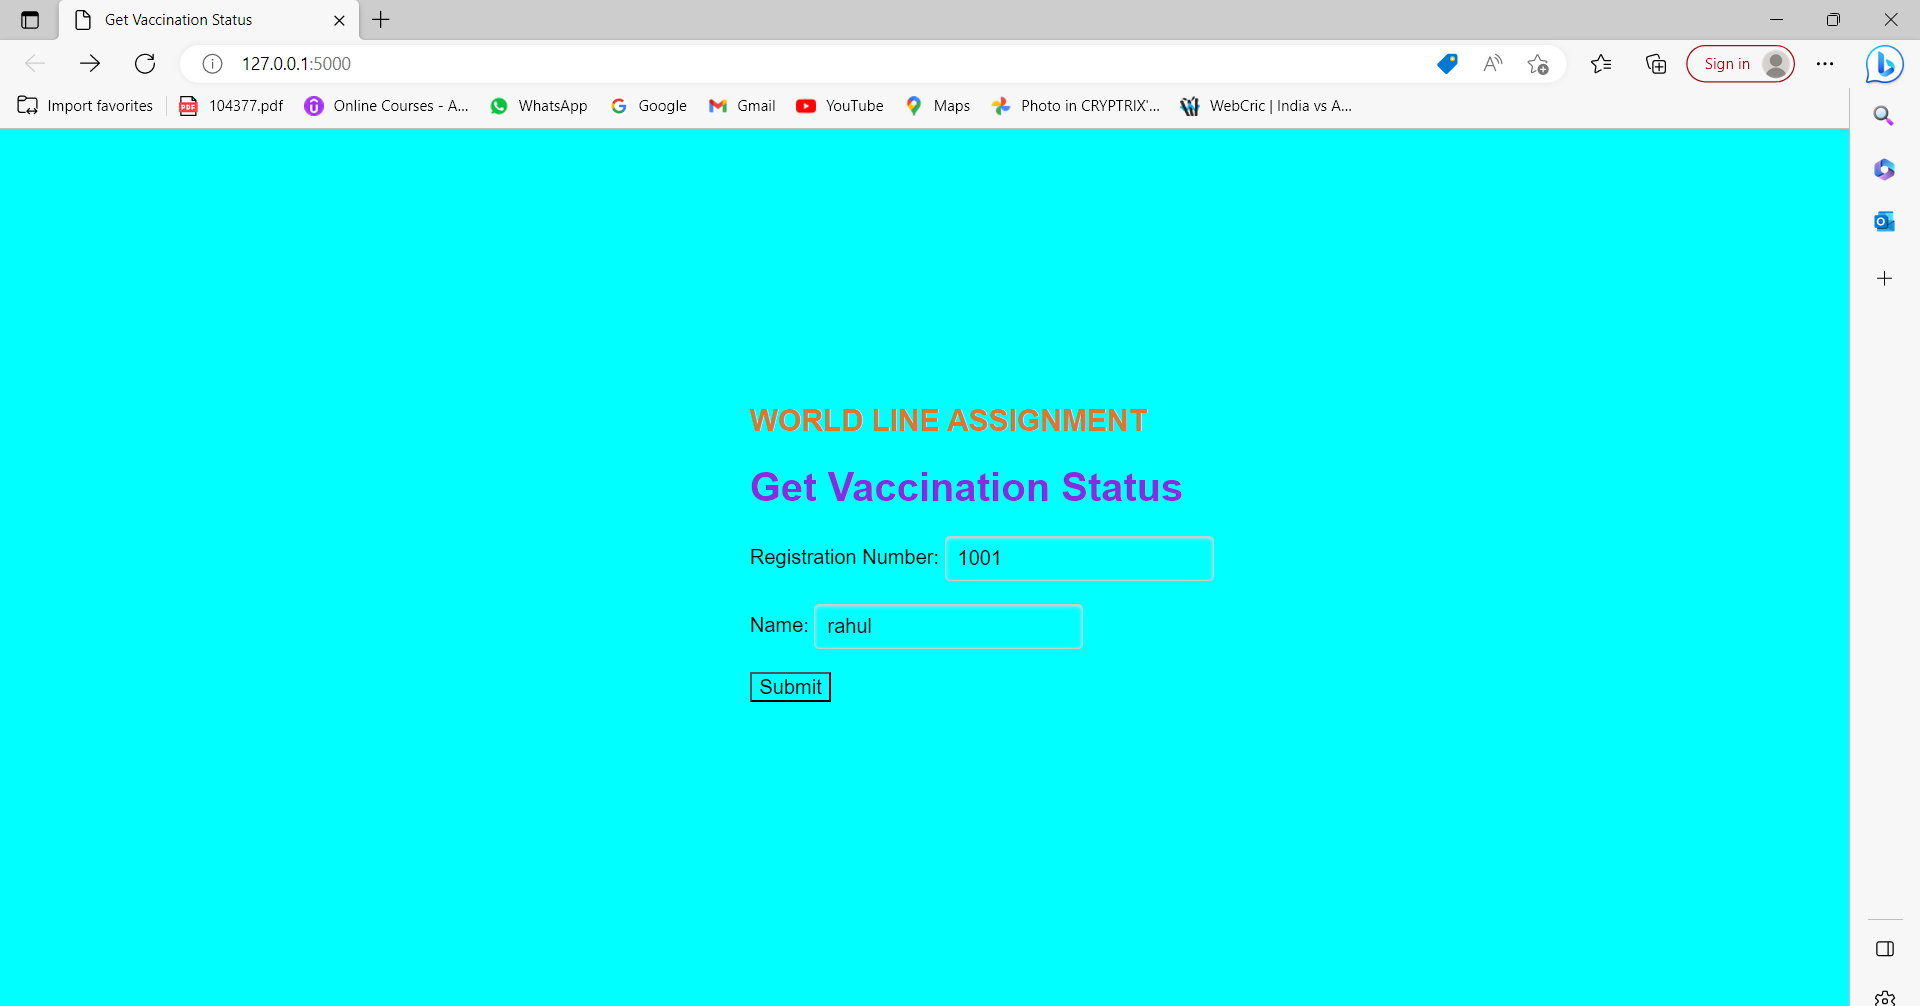 Get Vaccination Status
127.0.0.1:5000
Sign in
Import favorites
PDF 104377.pdf
Online Courses - A...
WhatsApp
Google
Gmail
YouTube
Maps
Photo in CRYPTRIX'...
WebCric | India vs A...
WORLD LINE ASSIGNMENT
Get Vaccination Status
Registration Number: 1001
Name: rahul
Submit